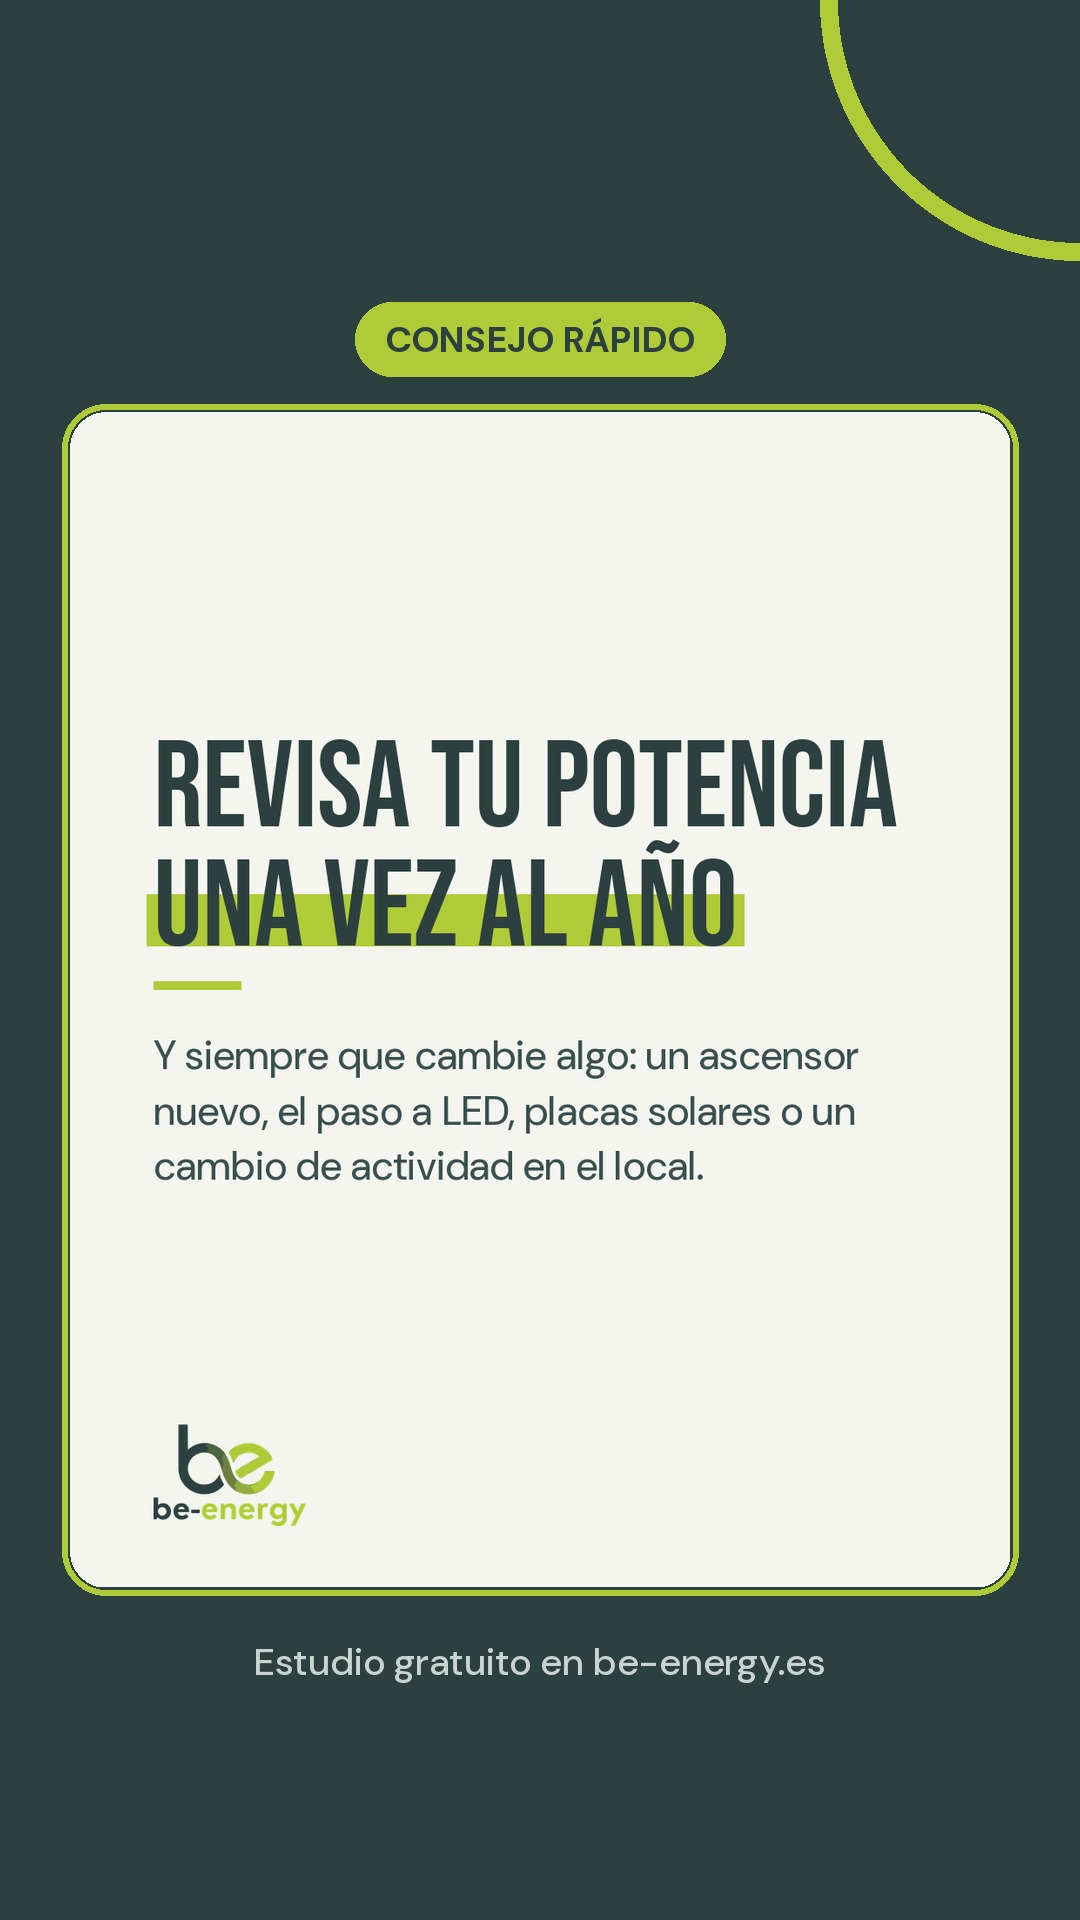 CONSEJO RÁPIDO
REVISA TU POTENCIA
UNA VEZ AL AÑO
Y siempre que cambie algo: un ascensor
nuevo, el paso a LED, placas solares o un
cambio de actividad en el local.
be
be-energy
Estudio gratuito en be-energy.es